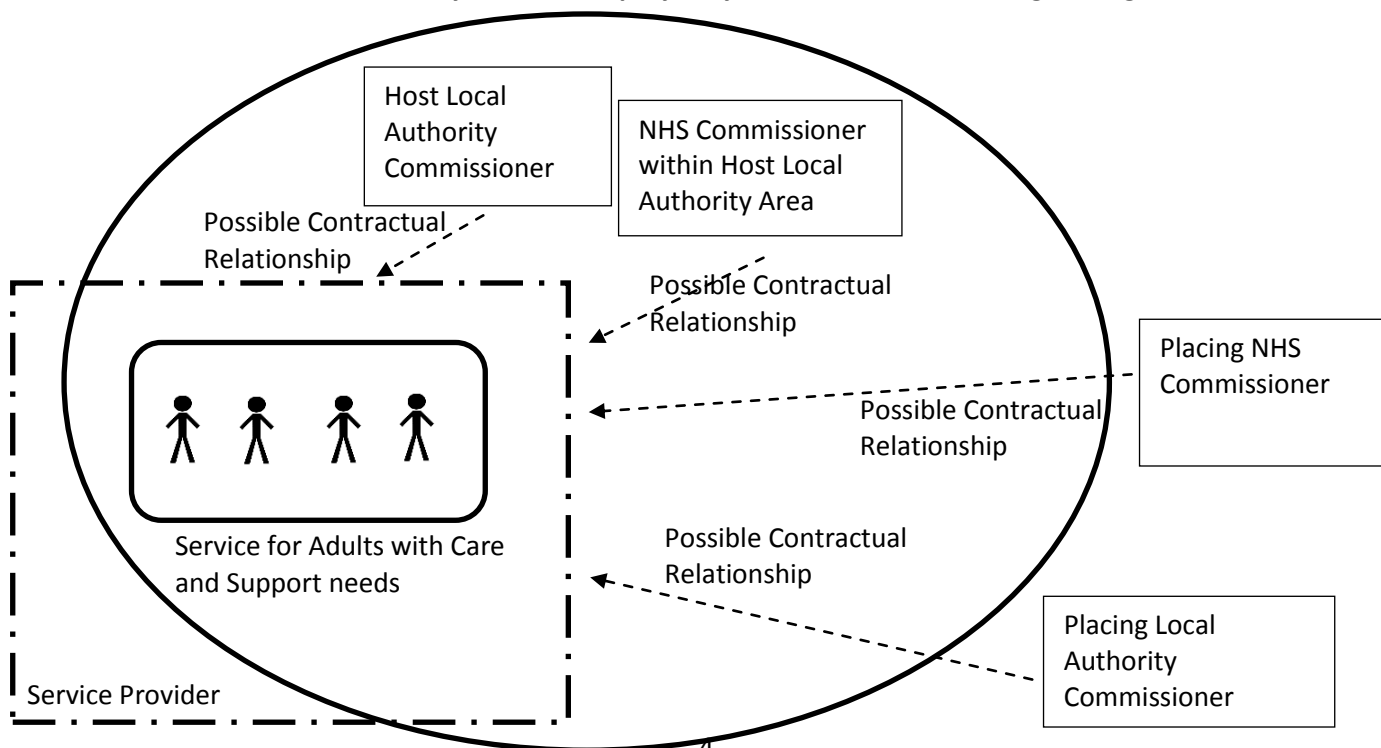 Host Local
Authority
Commissioner
NHS Commissioner
within Host Local
Authority Area
Possible Contractual
Relationship
Possible Contractual
Relationship
Placing NHS
Commissioner
Possible Contractual
Relationship
Service for Adults with Care
and Support needs
Possible Contractual
Relationship
Placing Local
Authority
Commissioner
Service Provider